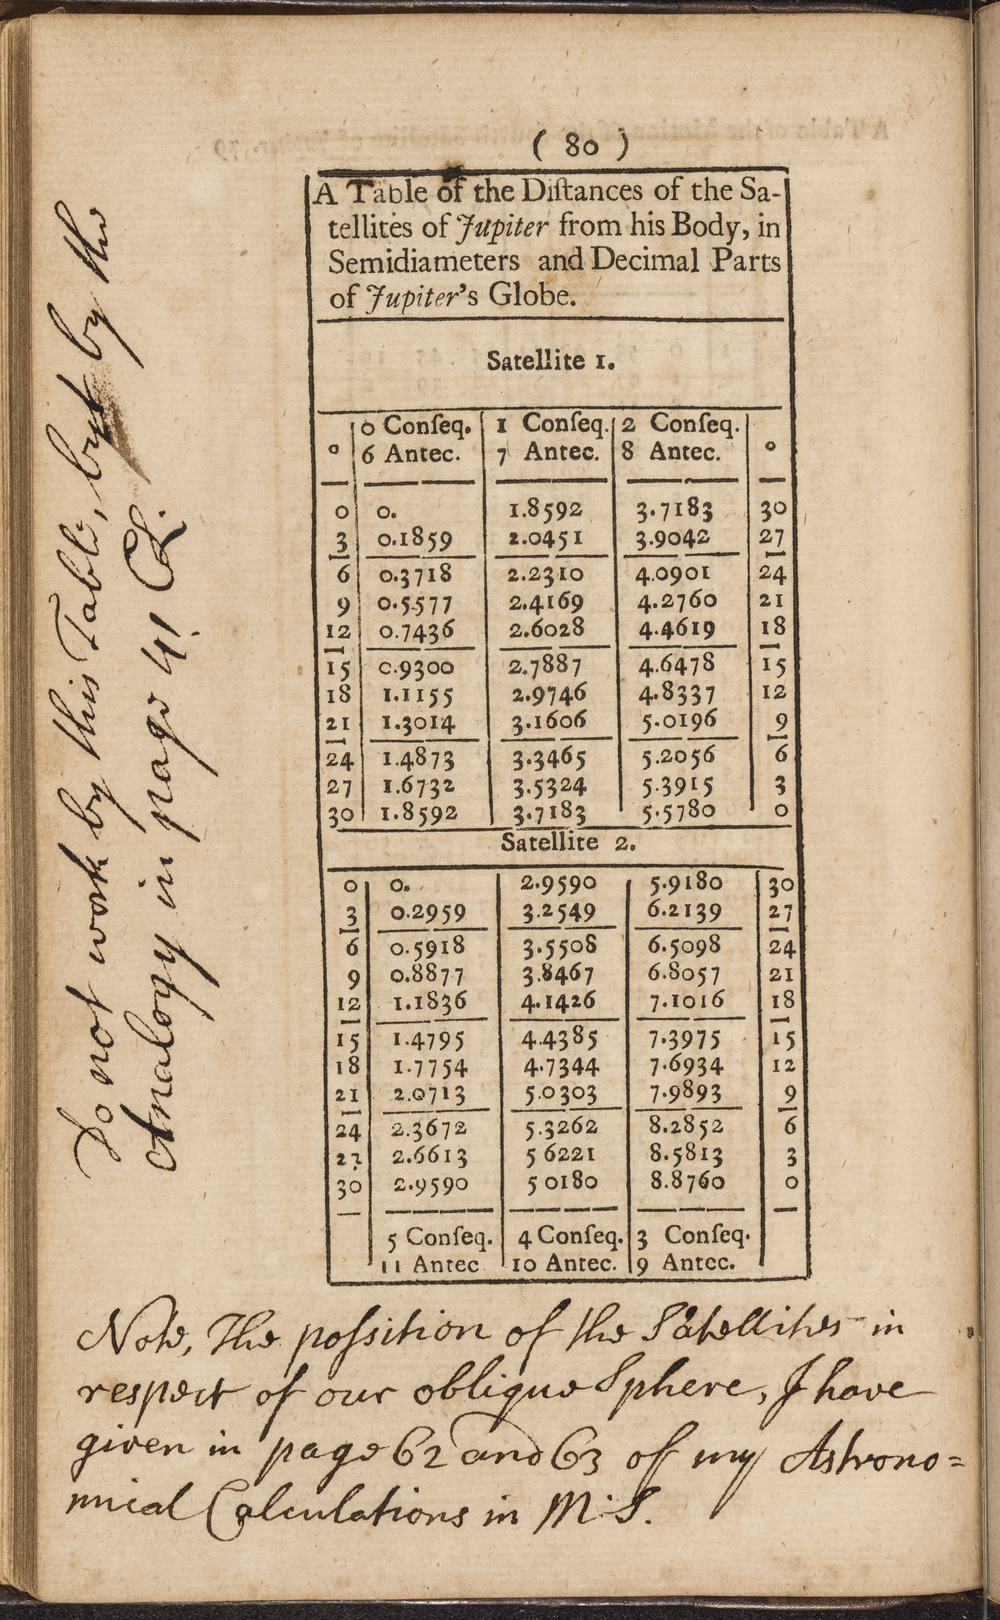 ( 80 )
A Table of the Diſtances of the Sa-
tellites of Jupiter from his Body, in
Semidiameters and Decimal Parts
of Jupiter's Globe.
Satellite 1.
o 0 Conſeq. 1 Conſeq. 2 Conſeq. o
6 Antec. 7 Antec. 8 Antec.
0 0. 1.8592 3.7183 30
3 0.1859 2.0451 3.9042 27
6 0.3718 2.2310 4.0901 24
9 0.5577 2.4169 4.2760 21
12 0.7436 2.6028 4.4619 18
15 0.9300 2.7887 4.6478 15
18 1.1155 2.9746 4.8337 12
21 1.3014 3.1606 5.0196 9
24 1.4873 3.3465 5.2056 6
27 1.6732 3.5324 5.3915 3
30 1.8592 3.7183 5.5780 0
Satellite 2.
0 0. 2.9590 5.9180 30
3 0.2959 3.2549 6.2139 27
6 0.5918 3.5508 6.5098 24
9 0.8877 3.8467 6.8057 21
12 1.1836 4.1426 7.1016 18
15 1.4795 4.4385 7.3975 15
18 1.7754 4.7344 7.6934 12
21 2.0713 5.0303 7.9893 9
24 2.3672 5.3262 8.2852 6
27 2.6613 5 6221 8.5813 3
30 2.9590 5 0180 8.8760 0
5 Conſeq. 4 Conſeq. 3 Conſeq.
11 Antec 10 Antec. 9 Antec.
Do not work by this Table, but by the
Analogy in page 41
Note, The poſsition of the Satellites in
respect of our oblique Sphere, I have
given in page 62 and 63 of my Astrono=
mical Calculations in M.S.